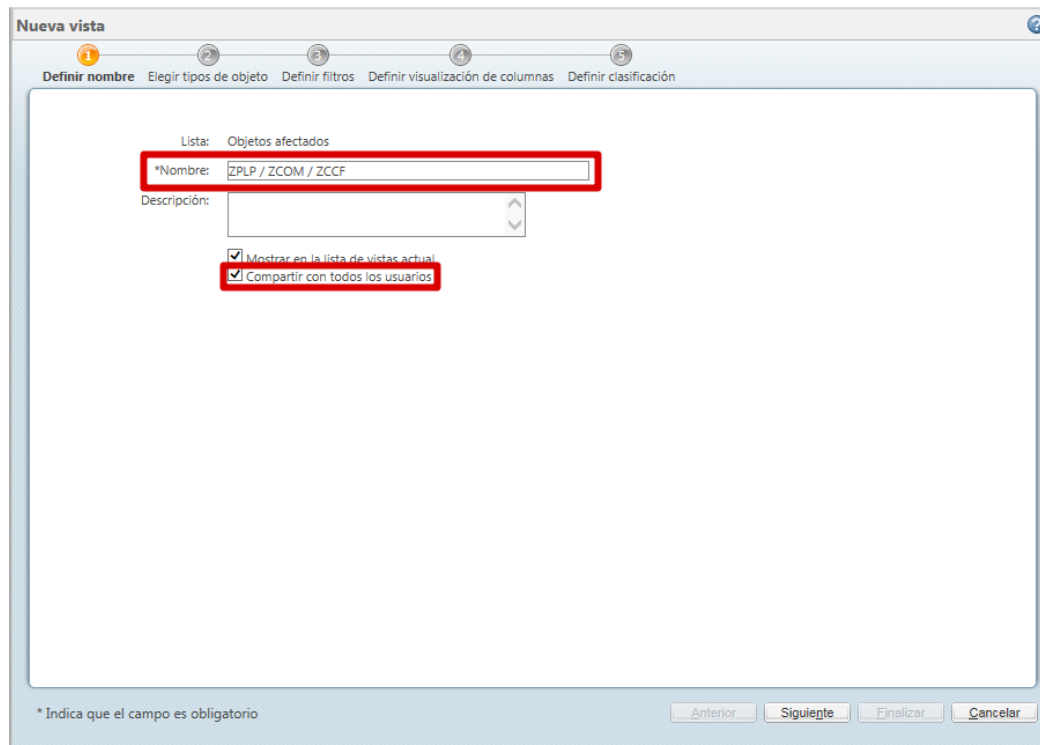 Nueva vista
?
1 2 3 4 5
Definir nombre Elegir tipos de objeto Definir filtros Definir visualización de columnas Definir clasificación
Lista: Objetos afectados
*Nombre: ZPLP / ZCOM / ZCCF
Descripción:
Mostrar en la lista de vistas actual
Compartir con todos los usuarios
* Indica que el campo es obligatorio
Anterior Siguiente Finalizar Cancelar